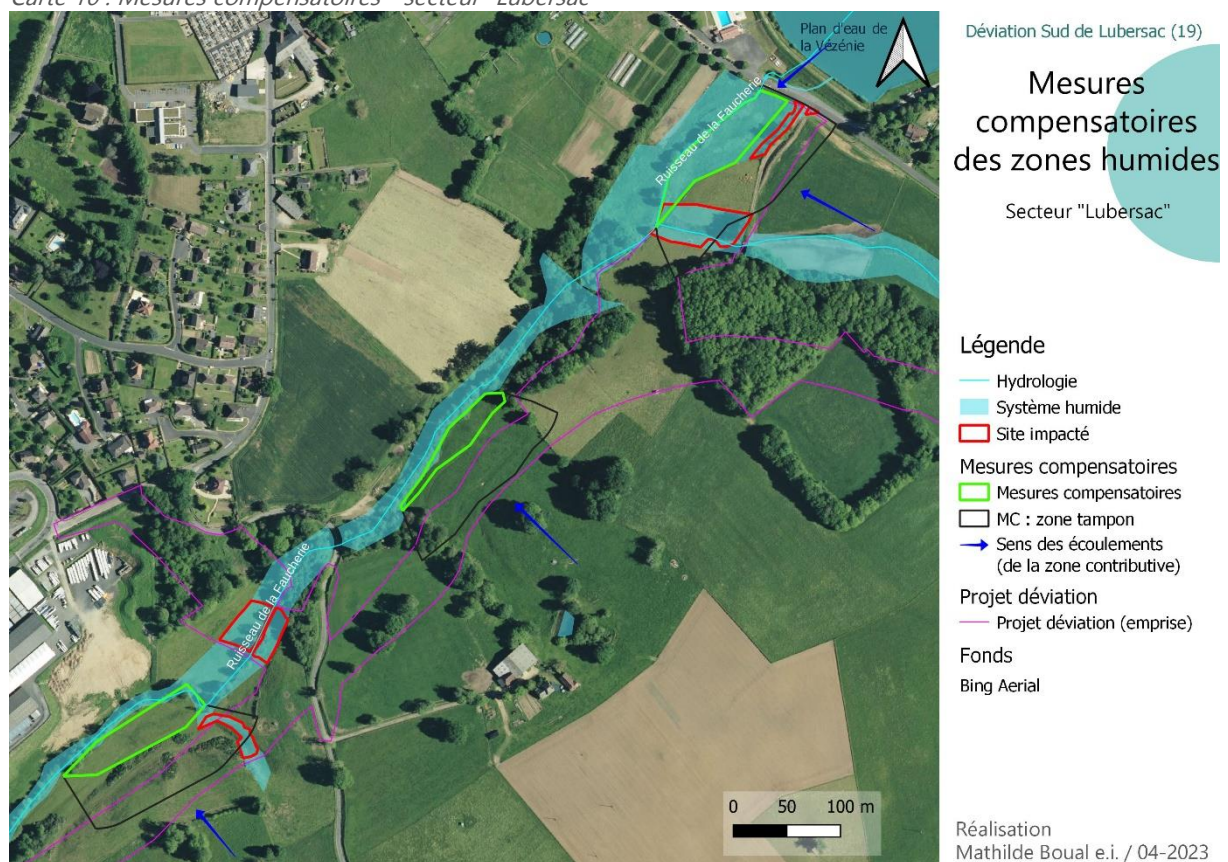 Carte 40 : Mesures compensatoires - secteur "Lubersac"
Plan d'eau de
la Vézénie
Ruisseau de la Faucherie
Ruisseau de la Faucherie
0 50 100 m
Déviation Sud de Lubersac (19)
Mesures
compensatoires
des zones humides
Secteur "Lubersac"
Légende
Hydrologie
Système humide
Site impacté
Mesures compensatoires
Mesures compensatoires
MC : zone tampon
Sens des écoulements
(de la zone contributive)
Projet déviation
Projet déviation (emprise)
Fonds
Bing Aerial
Réalisation
Mathilde Boual e.i. / 04-2023